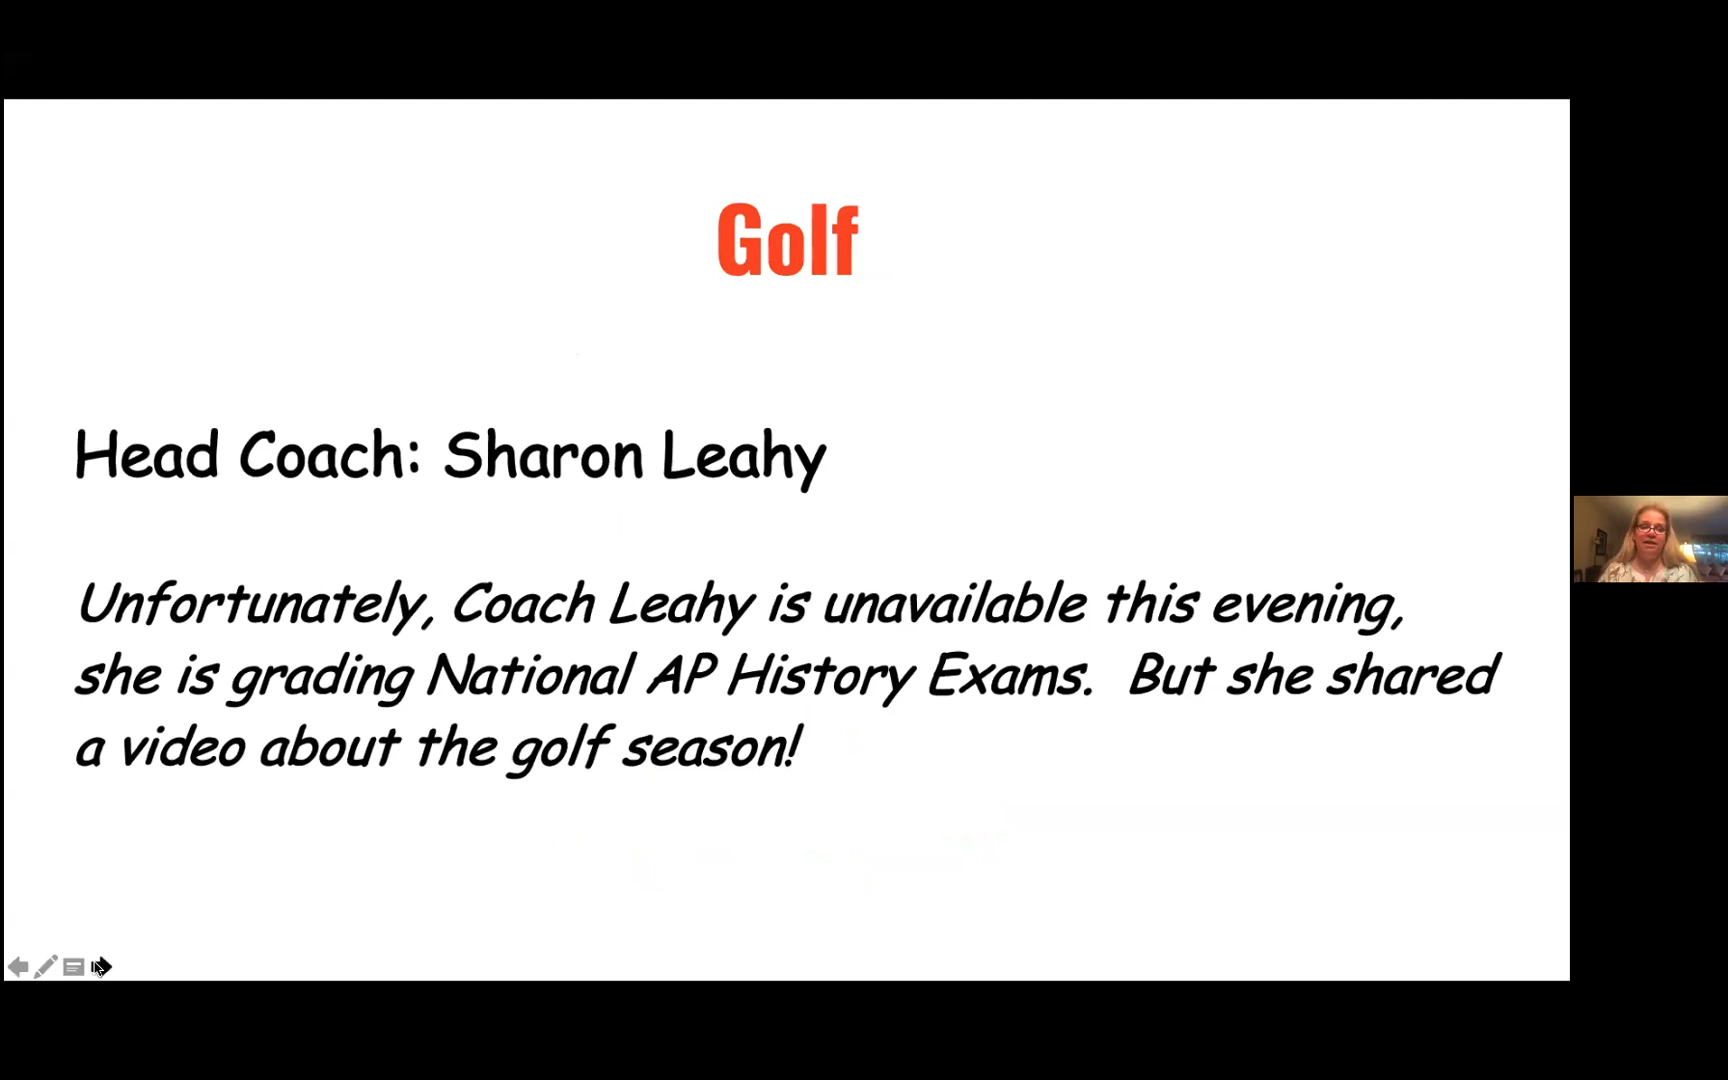 Golf
Head Coach: Sharon Leahy
Unfortunately, Coach Leahy is unavailable this evening,
she is grading National AP History Exams.  But she shared
a video about the golf season!